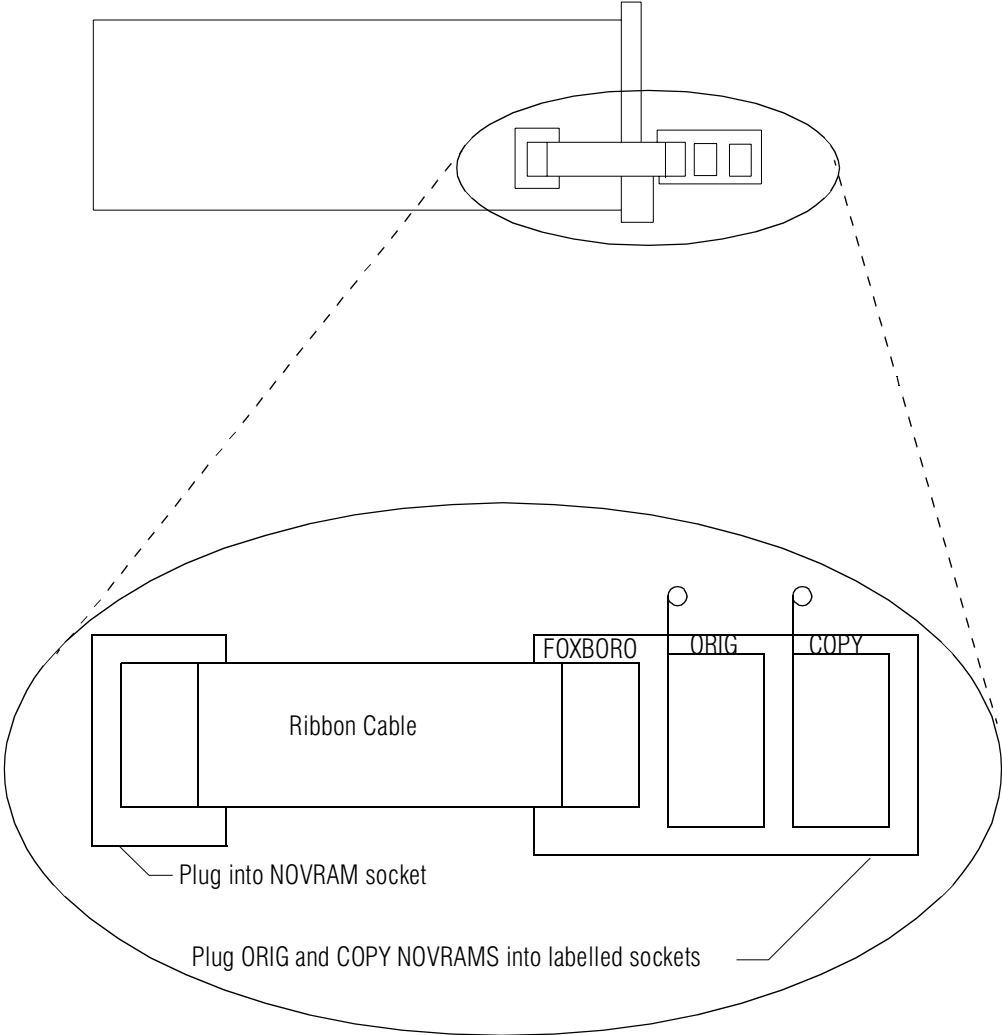 FOXBORO
ORIG
COPY
Ribbon Cable
Plug into NOVRAM socket
Plug ORIG and COPY NOVRAMS into labelled sockets